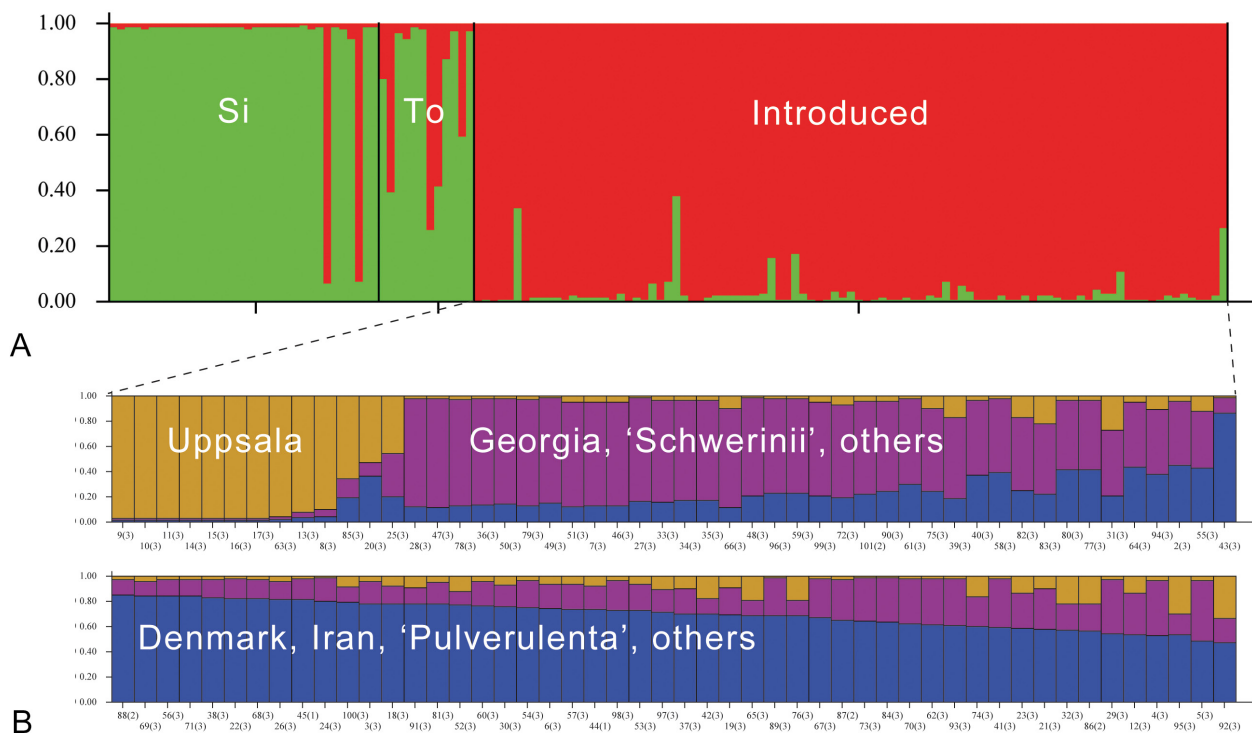 1.00
0.80
0.60
0.40
0.20
0.00
Si To Introduced
A
1.00
0.80
0.60
0.40
0.20
0.00
Uppsala Georgia, ‘Schwerinii’, others
9(3) 11(3) 15(3) 17(3) 13(3) 85(3) 25(3) 47(3) 36(3) 79(3) 51(3) 46(3) 33(3) 35(3) 48(3) 59(3) 72(3) 90(3) 75(3) 40(3) 82(3) 80(3) 31(3) 94(3) 55(3)
10(3) 14(3) 16(3) 63(3) 8(3) 20(3) 28(3) 78(3) 50(3) 49(3) 7(3) 27(3) 34(3) 66(3) 96(3) 99(3) 101(2) 61(3) 39(3) 58(3) 83(3) 77(3) 64(3) 2(3) 43(3)
1.00
0.80
0.60
0.40
0.20
0.00
Denmark, Iran, ‘Pulverulenta’, others
88(2) 56(3) 38(3) 68(3) 45(1) 100(3) 18(3) 81(3) 60(3) 54(3) 57(3) 98(3) 97(3) 42(3) 65(3) 76(3) 87(2) 84(3) 62(3) 74(3) 23(3) 32(3) 29(3) 4(3) 5(3)
69(3) 71(3) 22(3) 26(3) 24(3) 3(3) 91(3) 52(3) 30(3) 6(3) 44(1) 53(3) 37(3) 19(3) 89(3) 67(3) 73(3) 70(3) 93(3) 41(3) 21(3) 86(2) 12(3) 95(3) 92(3)
B